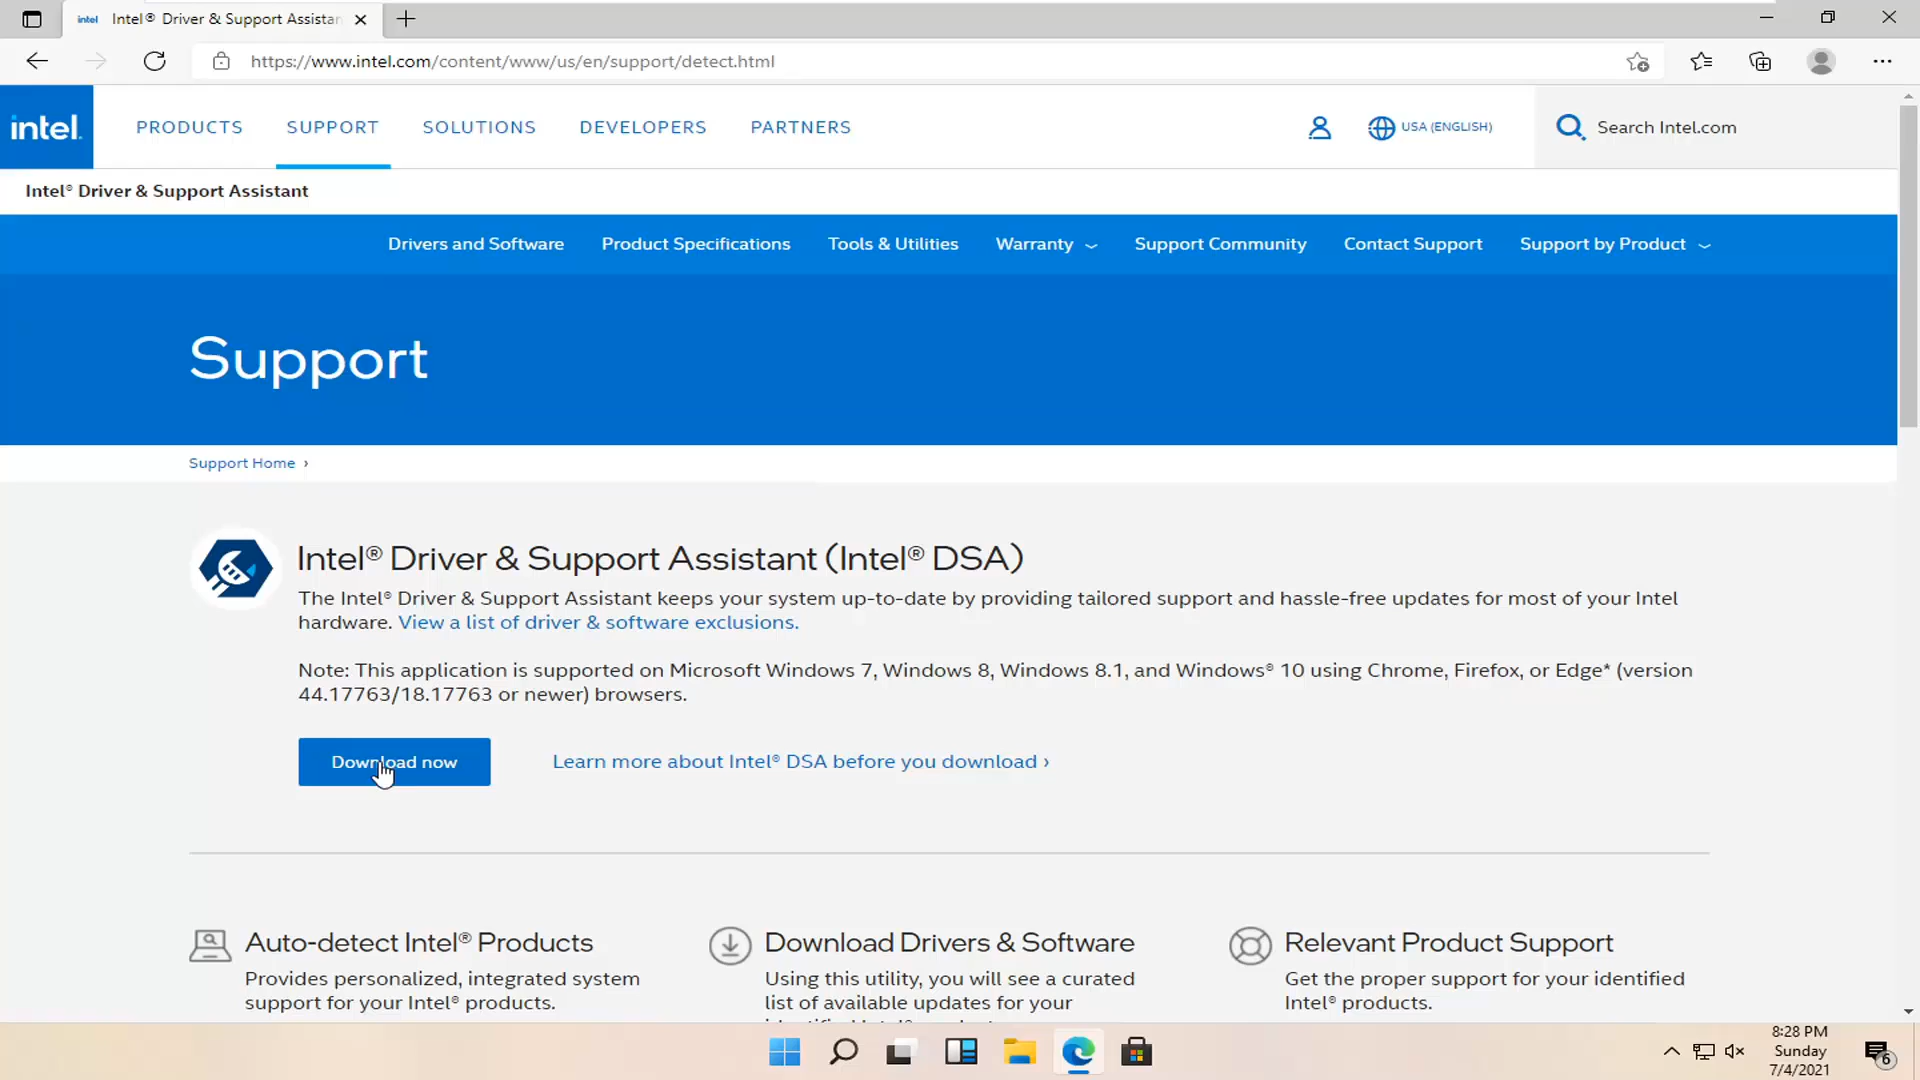 intel Intel® Driver & Support Assistan
https://www.intel.com/content/www/us/en/support/detect.html
intel. PRODUCTS SUPPORT SOLUTIONS DEVELOPERS PARTNERS USA (ENGLISH) Search Intel.com
Intel® Driver & Support Assistant
Drivers and Software Product Specifications Tools & Utilities Warranty Support Community Contact Support Support by Product
Support
Support Home ›
Intel® Driver & Support Assistant (Intel® DSA)
The Intel® Driver & Support Assistant keeps your system up-to-date by providing tailored support and hassle-free updates for most of your Intel
hardware. View a list of driver & software exclusions.
Note: This application is supported on Microsoft Windows 7, Windows 8, Windows 8.1, and Windows® 10 using Chrome, Firefox, or Edge* (version
44.17763/18.17763 or newer) browsers.
Download now Learn more about Intel® DSA before you download ›
Auto-detect Intel® Products
Provides personalized, integrated system
support for your Intel® products.
Download Drivers & Software
Using this utility, you will see a curated
list of available updates for your
Relevant Product Support
Get the proper support for your identified
Intel® products.
8:28 PM
Sunday
7/4/2021
6